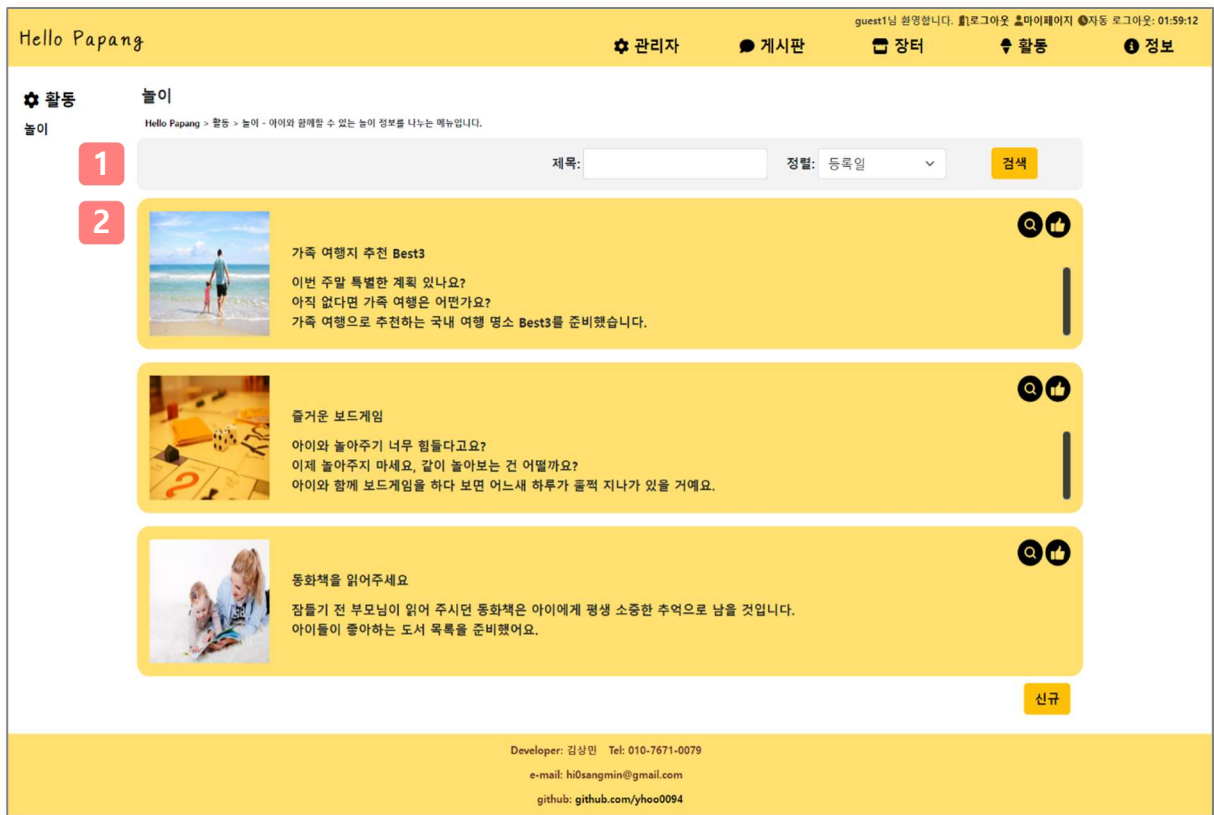 guest1님 환영합니다. 로그아웃 마이페이지 자동 로그아웃: 01:59:12
Hello Papang
관리자 게시판 장터 활동 정보
활동
놀이
놀이
Hello Papang > 활동 > 놀이 - 아이와 함께할 수 있는 놀이 정보를 나누는 메뉴입니다.
1
제목: 정렬: 등록일 검색
2
가족 여행지 추천 Best3
이번 주말 특별한 계획 있나요?
아직 없다면 가족 여행은 어떤가요?
가족 여행으로 추천하는 국내 여행 명소 Best3를 준비했습니다.
즐거운 보드게임
아이와 놀아주기 너무 힘들다고요?
이제 놀아주지 마세요, 같이 놀아보는 건 어떨까요?
아이와 함께 보드게임을 하다 보면 어느새 하루가 훌쩍 지나가 있을 거예요.
동화책을 읽어주세요
잠들기 전 부모님이 읽어 주시던 동화책은 아이에게 평생 소중한 추억으로 남을 것입니다.
아이들이 좋아하는 도서 목록을 준비했어요.
신규
Developer: 김상민 Tel: 010-7671-0079
e-mail: hi0sangmin@gmail.com
github: github.com/yhoo0094